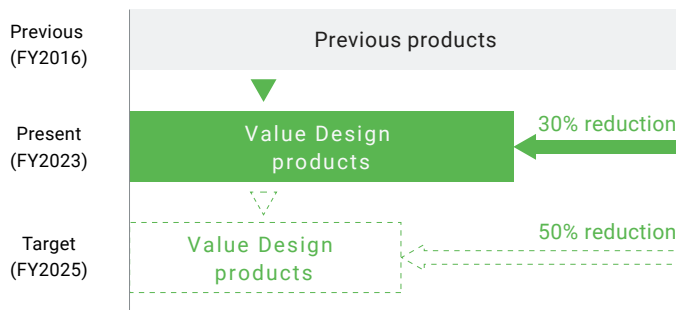 Previous
(FY2016)
Previous products
Present
(FY2023)
Value Design
products
30% reduction
Target
(FY2025)
Value Design
products
50% reduction